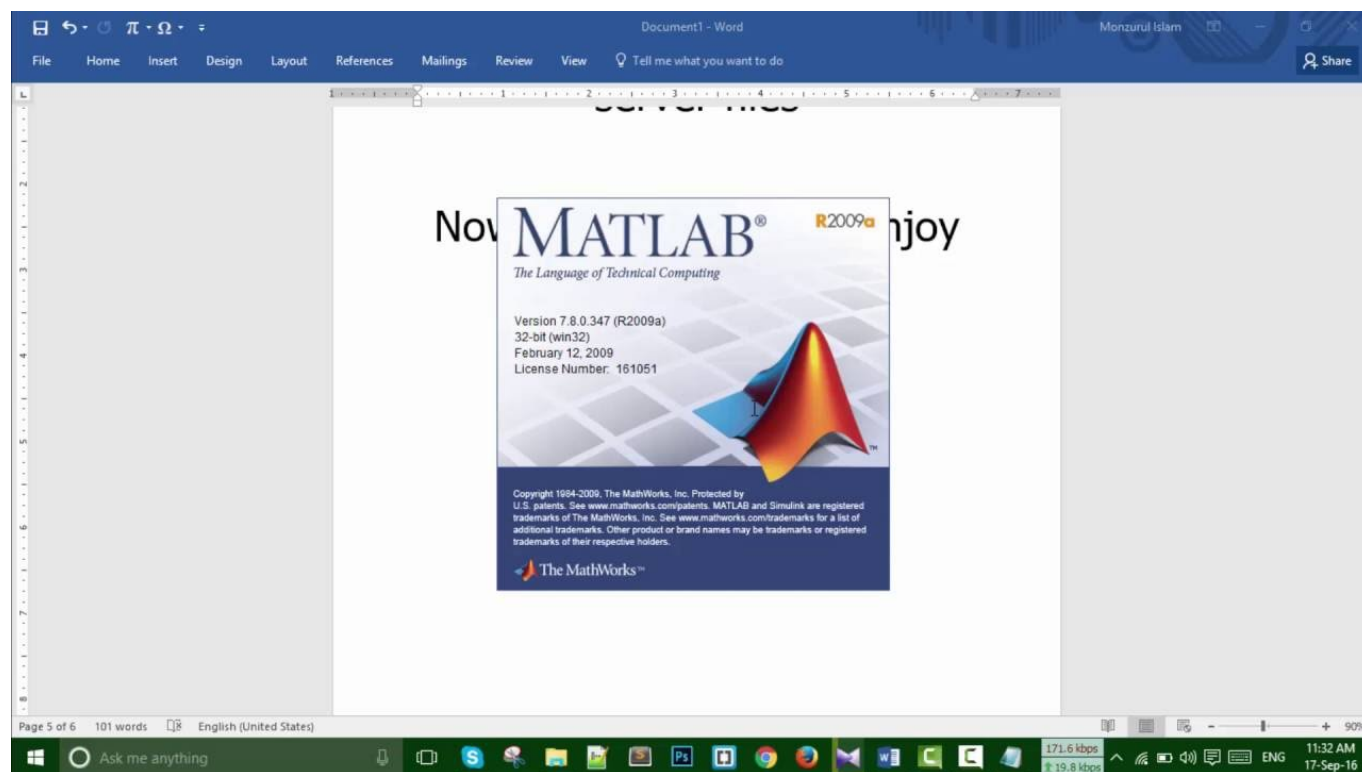 Document1 - Word
Monzurul Islam
File Home Insert Design Layout References Mailings Review View Tell me what you want to do
Share
server files
MATLAB® R2009a
njoy
The Language of Technical Computing
Version 7.8.0.347 (R2009a)
32-bit (win32)
February 12, 2009
License Number: 161051
Copyright 1984-2009, The MathWorks, Inc. Protected by
U.S. patents. See www.mathworks.com/patents. MATLAB and Simulink are registered
trademarks of The MathWorks, Inc. See www.mathworks.com/trademarks for a list of
additional trademarks. Other product or brand names may be trademarks or registered
trademarks of their respective holders.
The MathWorks™
Page 5 of 6 101 words English (United States) 90%
Ask me anything
171.6 kbps
19.8 kbps
ENG
11:32 AM
17-Sep-16